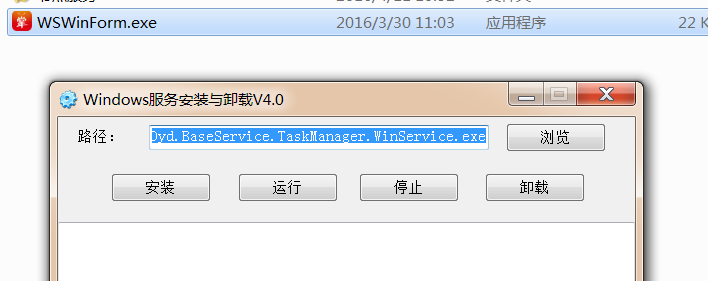 WSWinForm.exe 2016/3/30 11:03 应用程序 22 K
Windows服务安装与卸载V4.0
路径： Dyd.BaseService.TaskManager.WinService.exe 浏览
安装 运行 停止 卸载